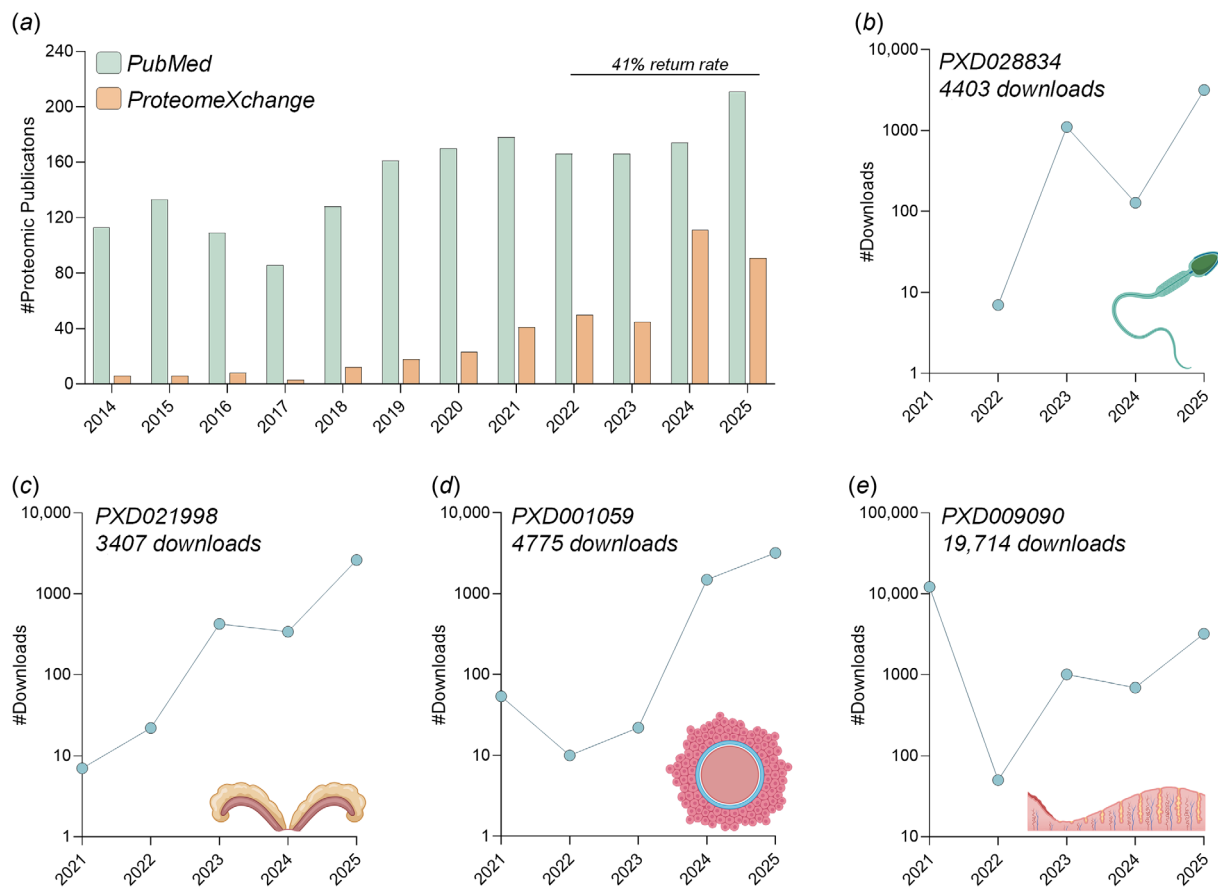 (a)
240
200
160
120
80
40
0
#Proteomic Publicatons
PubMed
ProteomeXchange
41% return rate
2014
2015
2016
2017
2018
2019
2020
2021
2022
2023
2024
2025
(b)
PXD028834
4403 downloads
10,000
1000
100
10
1
#Downloads
2021
2022
2023
2024
2025
(c)
PXD021998
3407 downloads
10,000
1000
100
10
1
#Downloads
2021
2022
2023
2024
2025
(d)
PXD001059
4775 downloads
10,000
1000
100
10
1
#Downloads
2021
2022
2023
2024
2025
(e)
PXD009090
19,714 downloads
100,000
10,000
1000
100
10
#Downloads
2021
2022
2023
2024
2025